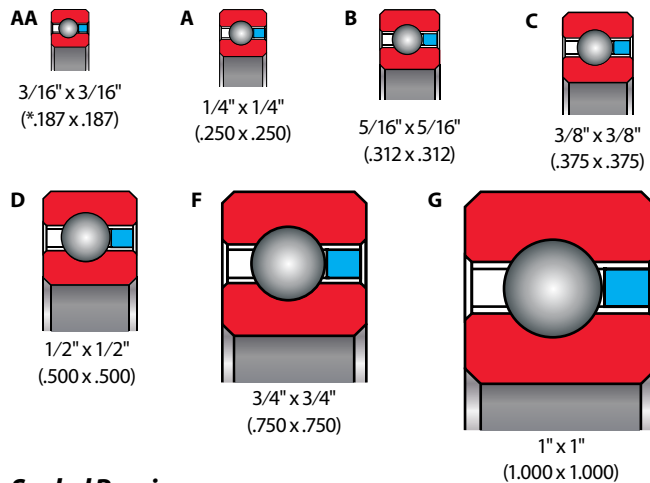 AA
3/16" x 3/16"
(*.187 x .187)
A
1/4" x 1/4"
(.250 x .250)
B
5/16" x 5/16"
(.312 x .312)
C
3/8" x 3/8"
(.375 x .375)
D
1/2" x 1/2"
(.500 x .500)
F
3/4" x 3/4"
(.750 x .750)
G
1" x 1"
(1.000 x 1.000)